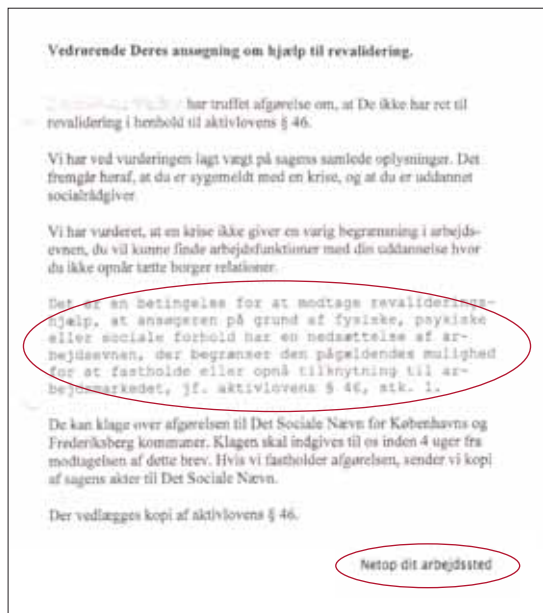 Vedrørende Deres ansøgning om hjælp til revalidering.
har truffet afgørelse om, at De ikke har ret til
revalidering i henhold til aktivlovens § 46.
Vi har ved vurderingen lagt vægt på sagens samlede oplysninger. Det
fremgår heraf, at du er sygemeldt med en krise, og at du er uddannet
socialrådgiver
Vi har vurderet, at en krise ikke giver en varig begrænsning i arbejds-
evnen, du vil kunne finde arbejdsfunktioner med din uddannelse hvor
du ikke opnår tætte borger relationer.
Det er en betingelse for at modtage revaliderings-
hjælp, at ansøgeren på grund af fysiske, psykiske
eller sociale forhold har en nedsættelse af ar-
bejdsevnen, der begrænser den pågældendes mulighed
for at fastholde eller opnå tilknytning til ar-
bejdsmarkedet, jf. aktivlovens § 46, stk. 1.
De kan klage over afgørelsen til Det Sociale Nævn for Københavns og
Frederiksberg kommuner. Klagen skal indgives til os inden 4 uger fra
modtagelsen af dette brev. Hvis vi fastholder afgørelsen, sender vi kopi
af sagens akter til Det Sociale Nævn.
Der vedlægges kopi af aktivlovens § 46.
Netop dit arbejdssted